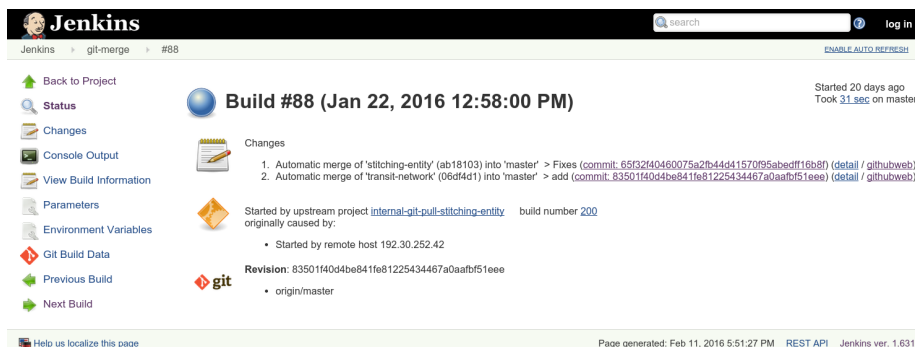 Jenkins
search
log in
Jenkins git-merge #88
ENABLE AUTO REFRESH
Back to Project
Status
Changes
Console Output
View Build Information
Parameters
Environment Variables
Git Build Data
Previous Build
Next Build
Build #88 (Jan 22, 2016 12:58:00 PM)
Started 20 days ago
Took 31 sec on master
Changes
1. Automatic merge of 'stitching-entity' (ab18103) into 'master' > Fixes (commit: 65f32f40460075a2fb44d41570f95abedff16b8f) (detail / githubweb)
2. Automatic merge of 'transit-network' (06df4d1) into 'master' > add (commit: 83501f40d4be841fe81225434467a0aafbf51eee) (detail / githubweb)
Started by upstream project internal-git-pull-stitching-entity build number 200
originally caused by:
• Started by remote host 192.30.252.42
git
Revision: 83501f40d4be841fe81225434467a0aafbf51eee
• origin/master
Help us localize this page
Page generated: Feb 11, 2016 5:51:27 PM REST API Jenkins ver. 1.631